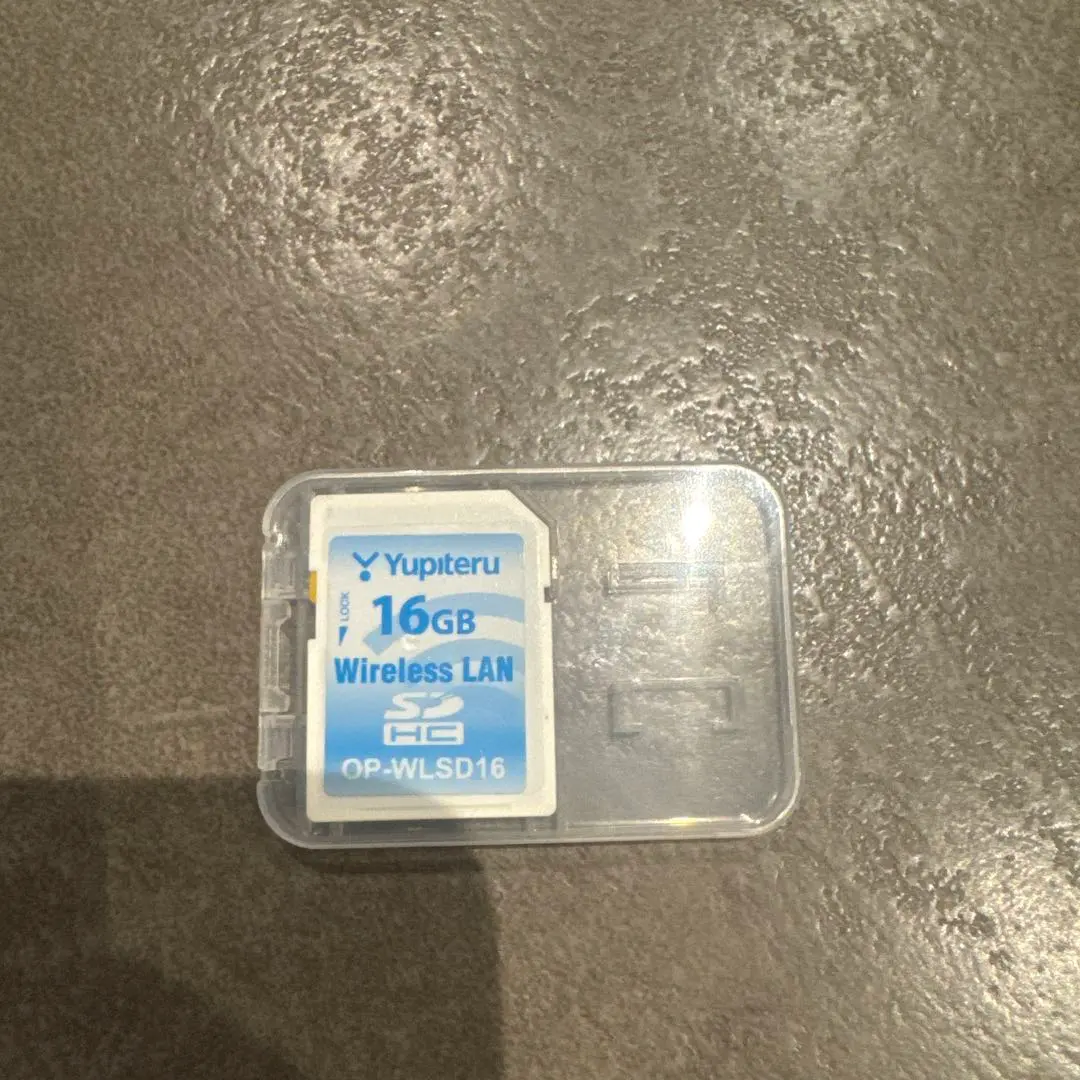 Yupiteru
LOCK
16GB
Wireless LAN
SD
HC
OP-WLSD16